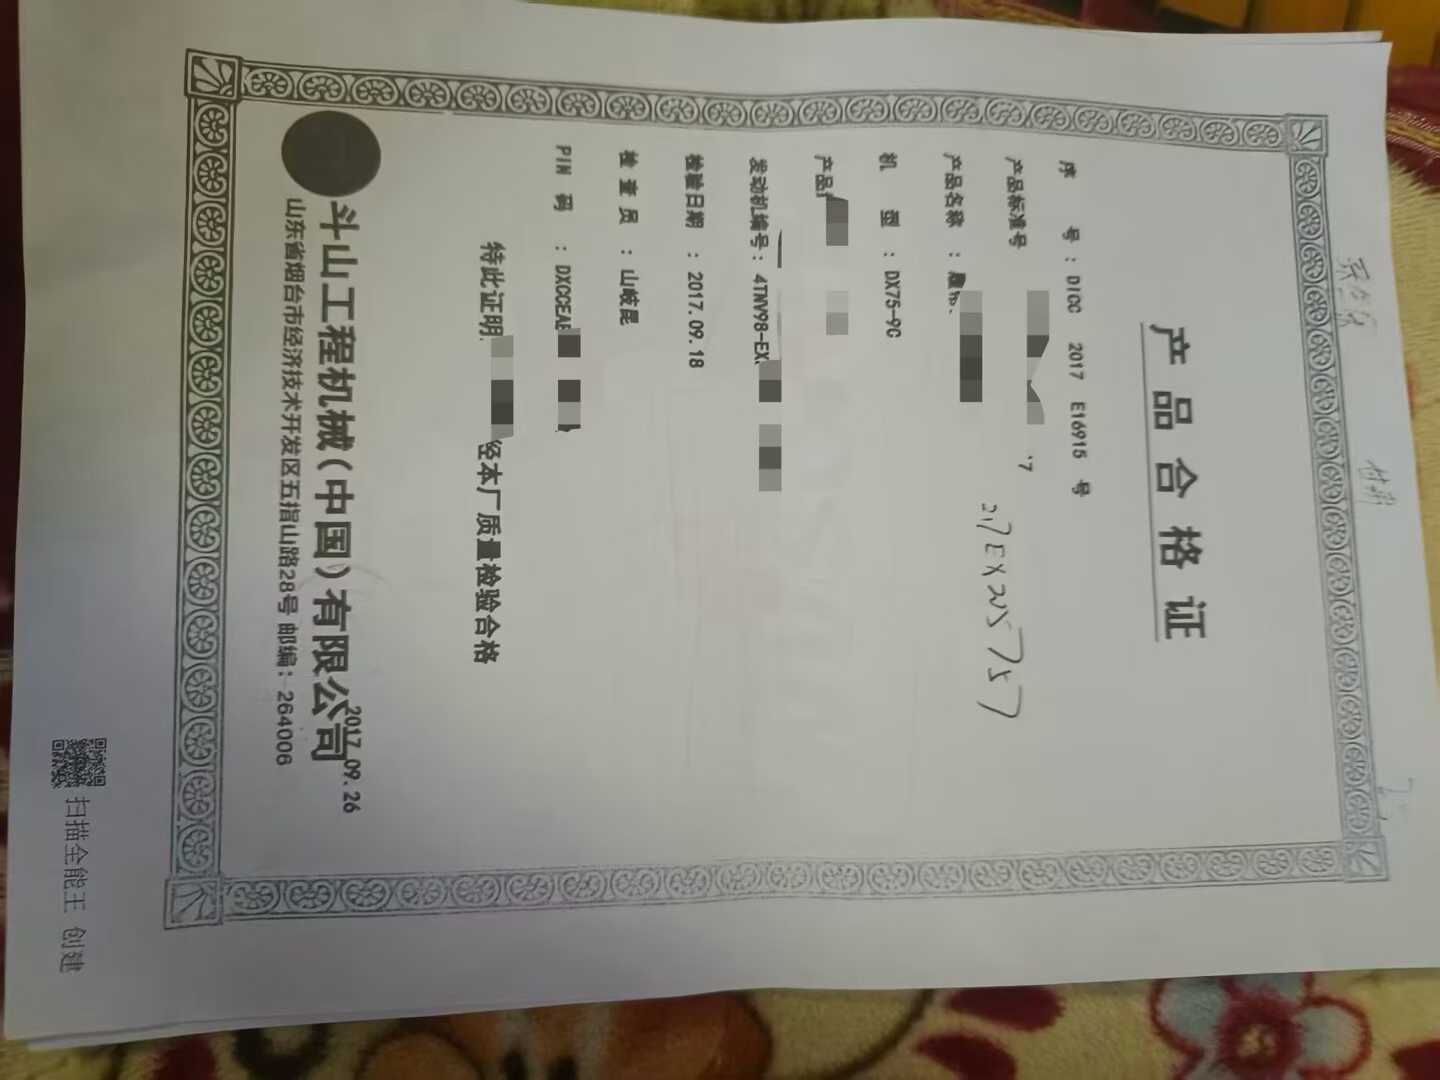 产品合格证
序 号：DICC 2017 E16915 号
产品标准号
产品名称：
机 型：DX75-9C
产品
发动机编号：4TNV98-EX
检验日期：2017.09.18
检查员：山岐昆
PIN 码：DXCCEAE
特此证明
经本厂质量检验合格
斗山工程机械(中国)有限公司
2017.09.26
山东省烟台市经济技术开发区五指山路28号 邮编：264006
扫描全能王 创建